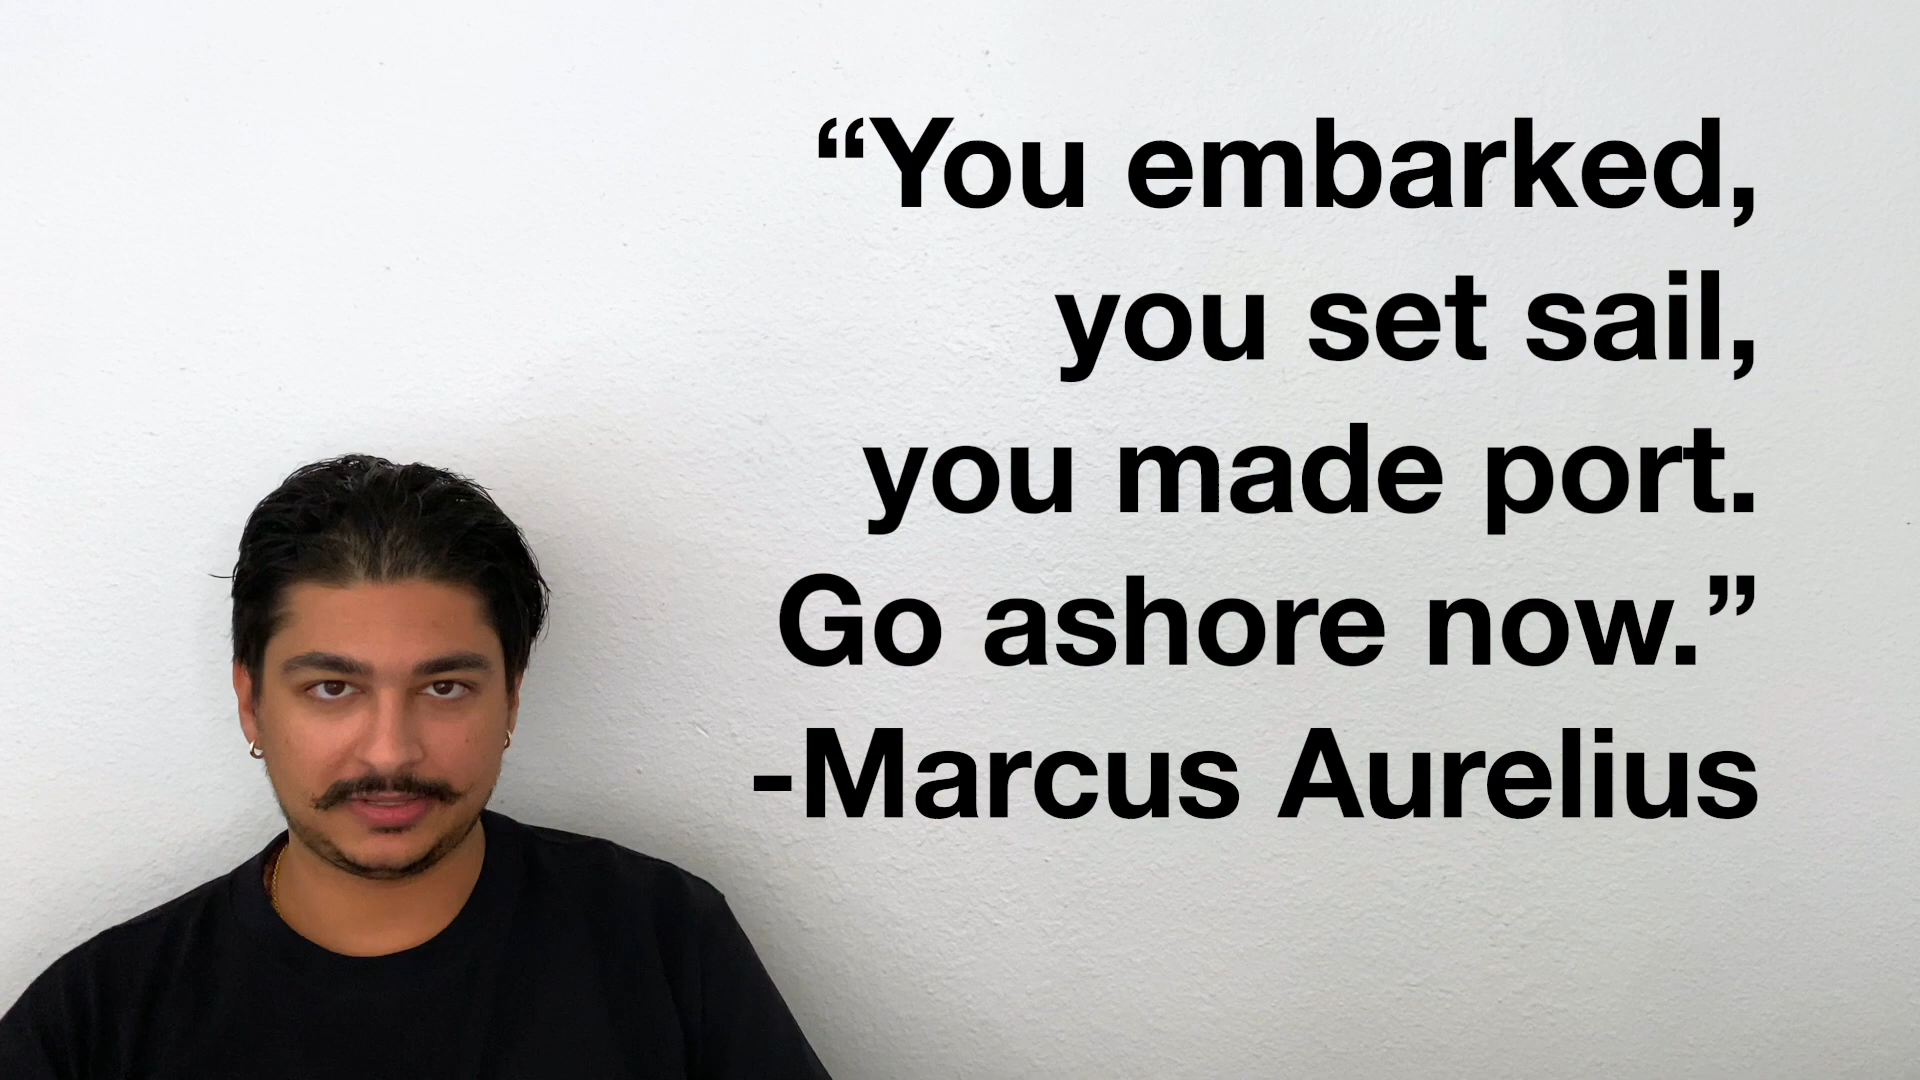 “You embarked,
you set sail,
you made port.
Go ashore now.”
-Marcus Aurelius